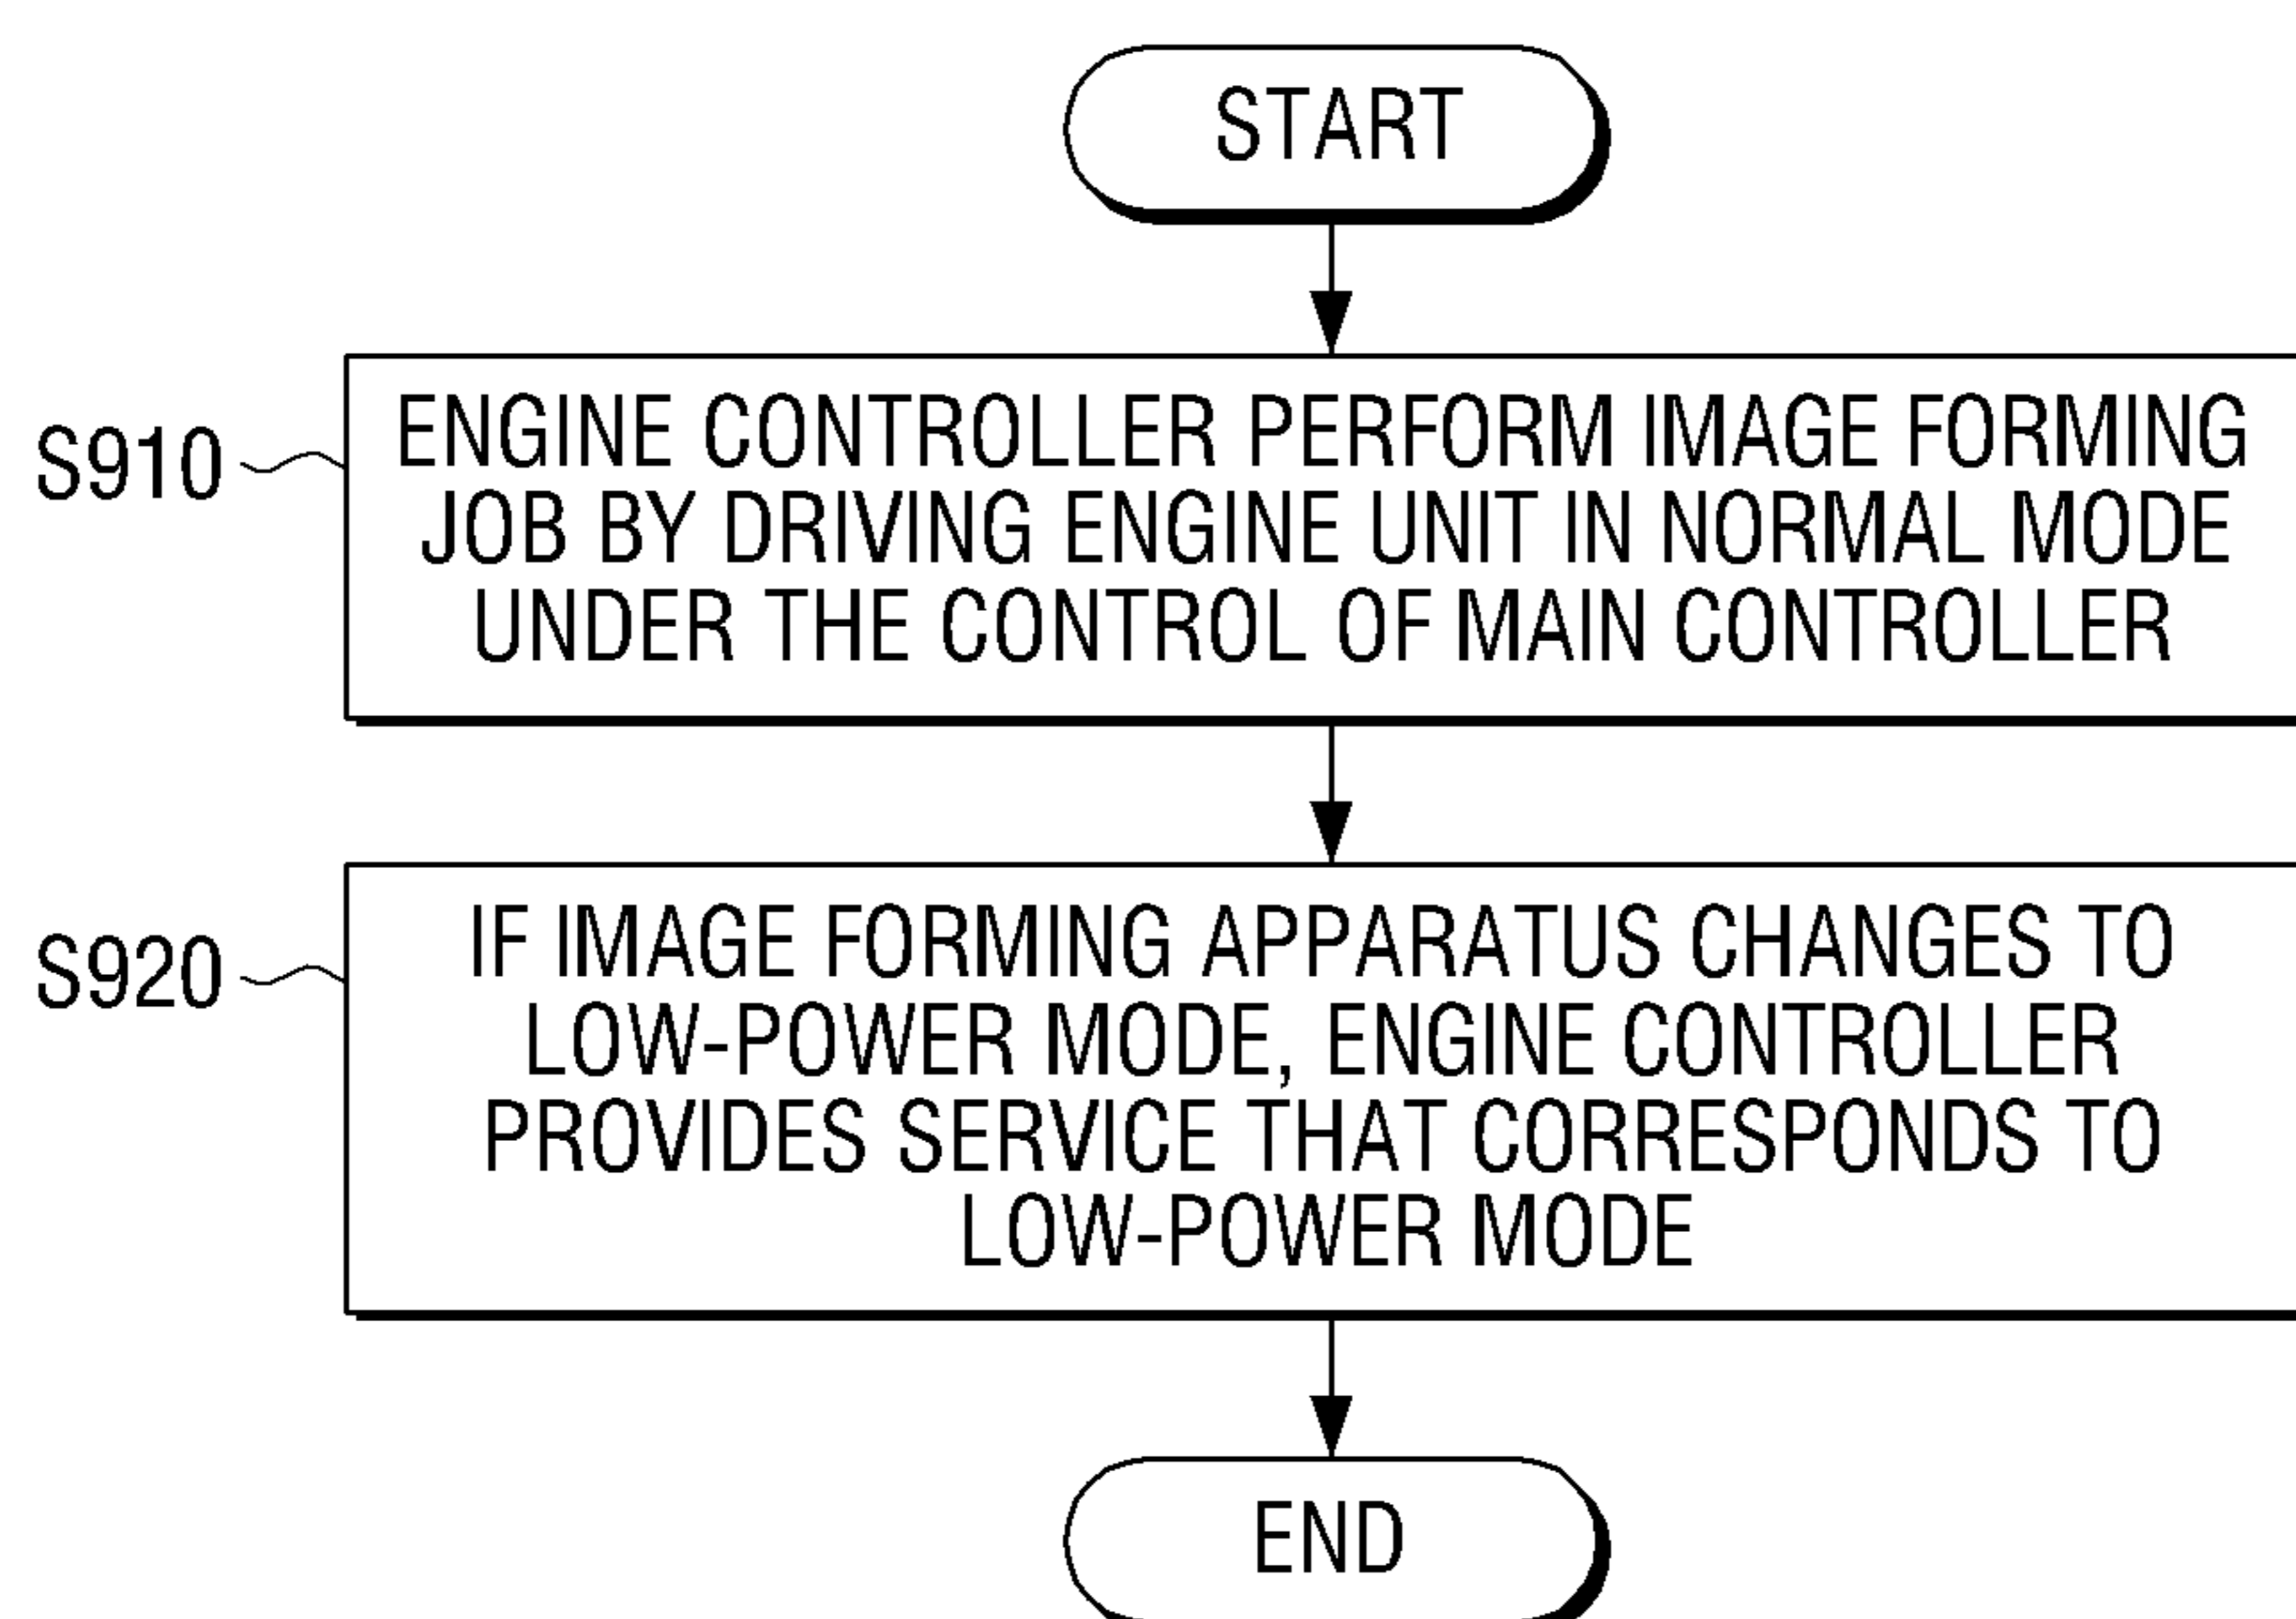 START
S910
ENGINE CONTROLLER PERFORM IMAGE FORMING
JOB BY DRIVING ENGINE UNIT IN NORMAL MODE
UNDER THE CONTROL OF MAIN CONTROLLER
S920
IF IMAGE FORMING APPARATUS CHANGES TO
LOW-POWER MODE, ENGINE CONTROLLER
PROVIDES SERVICE THAT CORRESPONDS TO
LOW-POWER MODE
END